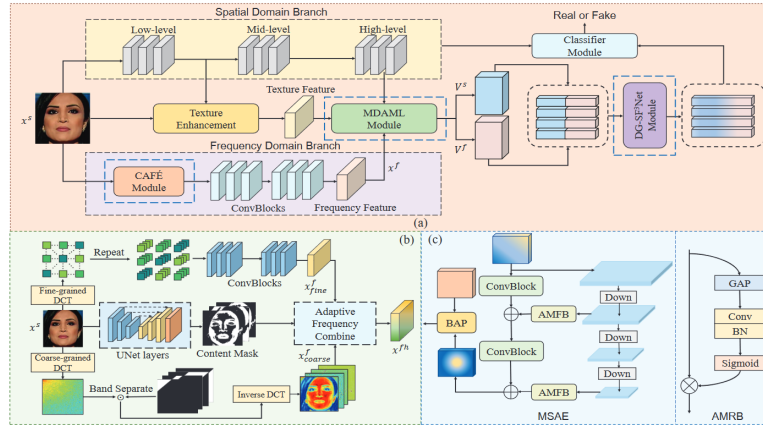 Spatial Domain Branch
Low-level
Mid-level
High-level
Real or Fake
Classifier
Module
Texture Feature
x^s
Texture
Enhancement
MDAML
Module
V^s
V^f
DG-SF³Net
Module
Frequency Domain Branch
x^f
CAFÉ
Module
ConvBlocks
Frequency Feature
(a)
(b)
Repeat
ConvBlocks
x^f_fine
Fine-grained
DCT
x^s
UNet layers
Content Mask
Adaptive
Frequency
Combine
x^fh
Coarse-grained
DCT
x^f_coarse
Band Separate
Inverse DCT
(c)
ConvBlock
Down
BAP
AMFB
Down
ConvBlock
Down
AMFB
Down
MSAE
GAP
Conv
BN
Sigmoid
AMRB